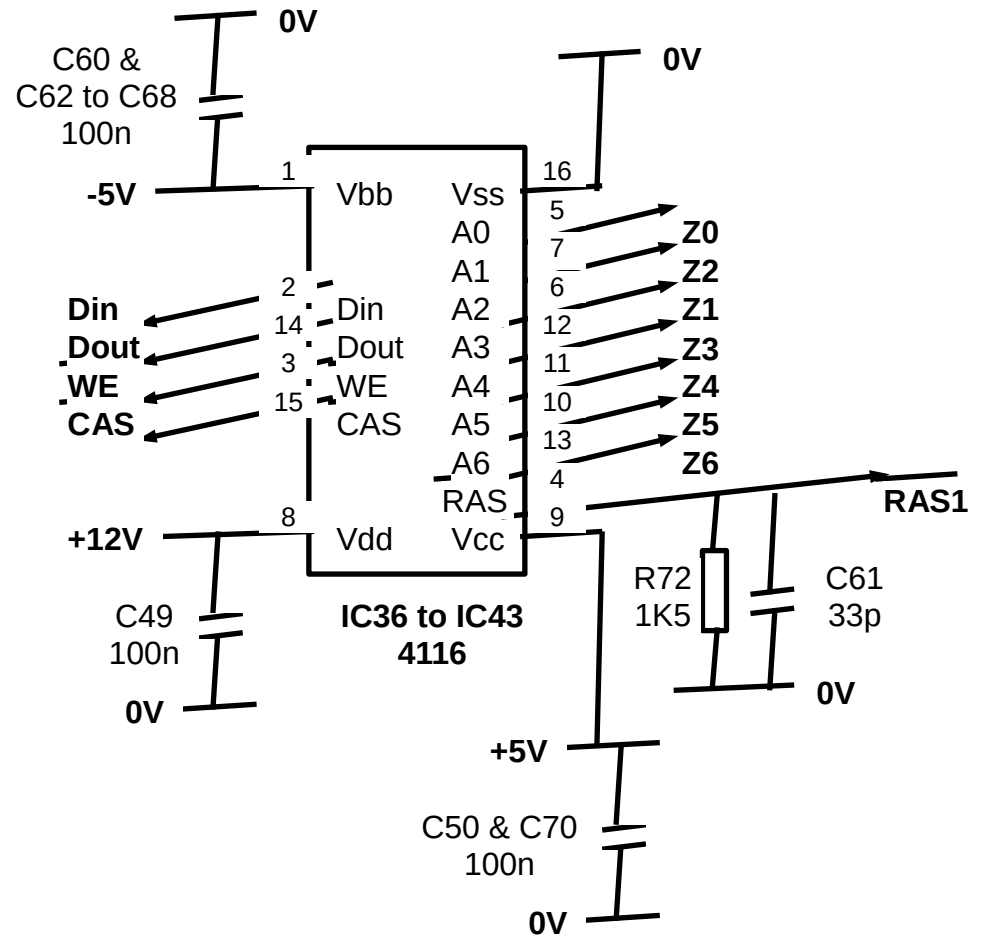 0V
C60 &
C62 to C68
100n
0V
1
16
-5V
Vbb
Vss
5
A0
Z0
7
A1
Z2
2
6
Din
Din
A2
Z1
14
12
Dout
Dout
A3
Z3
3
11
WE
WE
A4
Z4
15
10
CAS
CAS
A5
Z5
13
A6
Z6
4
RAS
RAS1
8
9
+12V
Vdd
Vcc
R72
1K5
C61
33p
C49
100n
IC36 to IC43
4116
0V
0V
+5V
C50 & C70
100n
0V